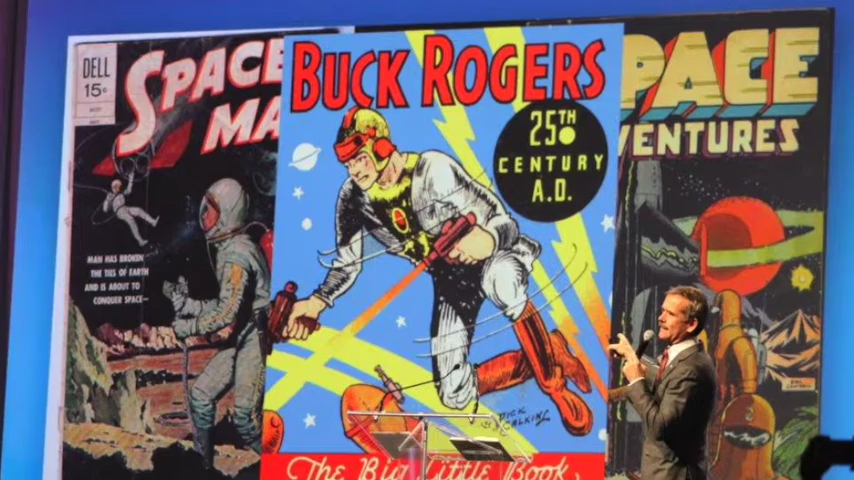 DELL
15¢
SPACE
MA
MAN HAS BROKEN
THE TIES OF EARTH
AND IS ABOUT TO
CONQUER SPACE—
BUCK ROGERS
25TH
CENTURY
A.D.
DICK
CALKINS
The Big Little Book
PACE
VENTURES